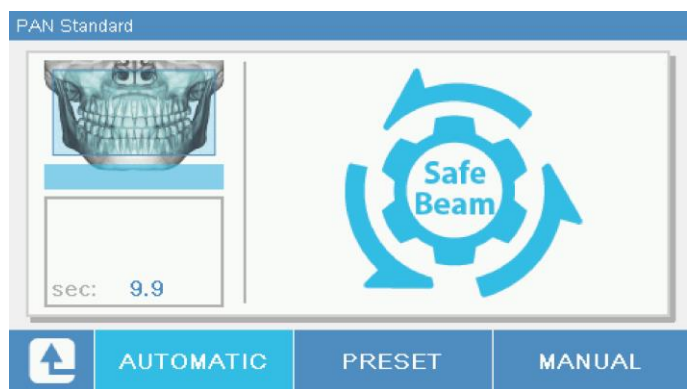 PAN Standard
Safe
Beam
sec: 9.9
AUTOMATIC PRESET MANUAL